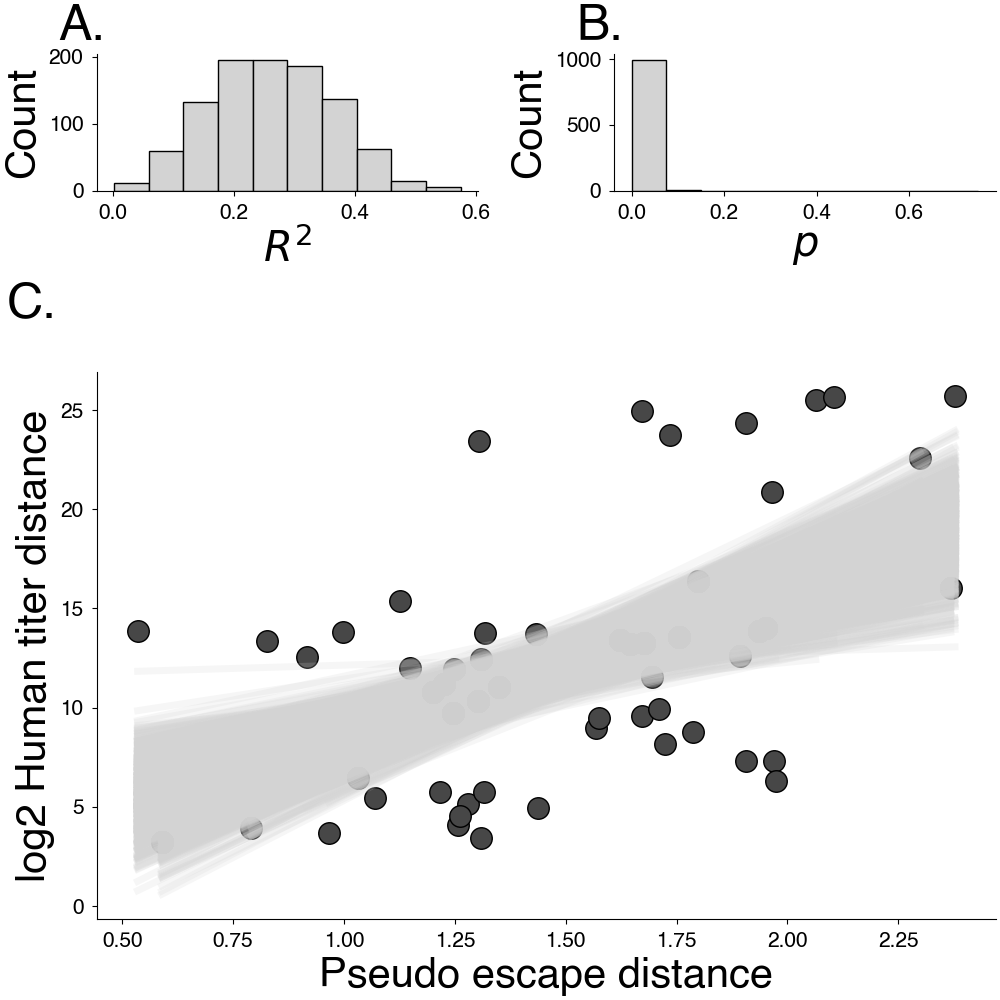 A.
B.
Count
200
100
0
0.0 0.2 0.4 0.6
R²
Count
1000
500
0
0.0 0.2 0.4 0.6
p
C.
log2 Human titer distance
25
20
15
10
5
0
0.50 0.75 1.00 1.25 1.50 1.75 2.00 2.25
Pseudo escape distance